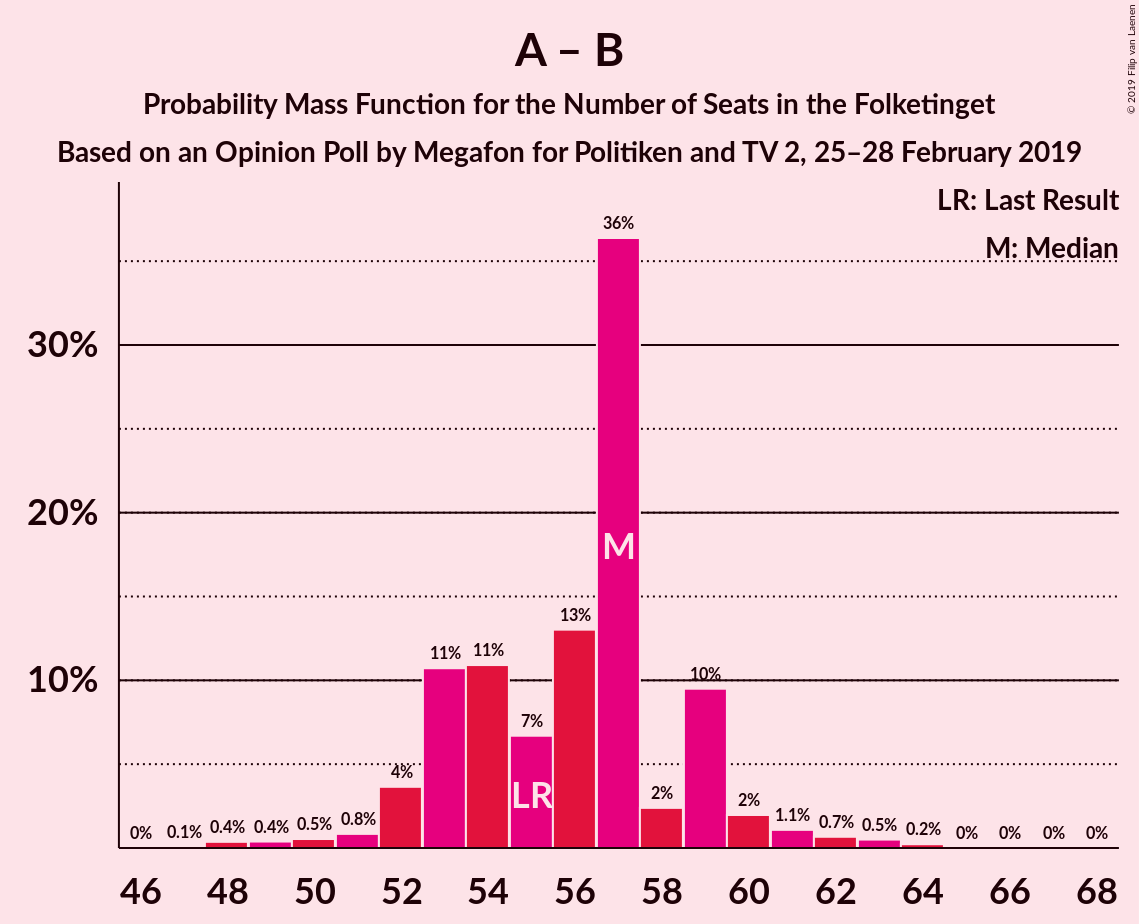 A – B
Probability Mass Function for the Number of Seats in the Folketinget
Based on an Opinion Poll by Megafon for Politiken and TV 2, 25–28 February 2019
© 2019 Filip van Laenen
LR: Last Result
M: Median
30%
20%
10%
0% 0.1% 0.4% 0.4% 0.5% 0.8% 4% 11% 11% 7% 13% 36% 2% 10% 2% 1.1% 0.7% 0.5% 0.2% 0% 0% 0% 0%
M
LR
46 48 50 52 54 56 58 60 62 64 66 68